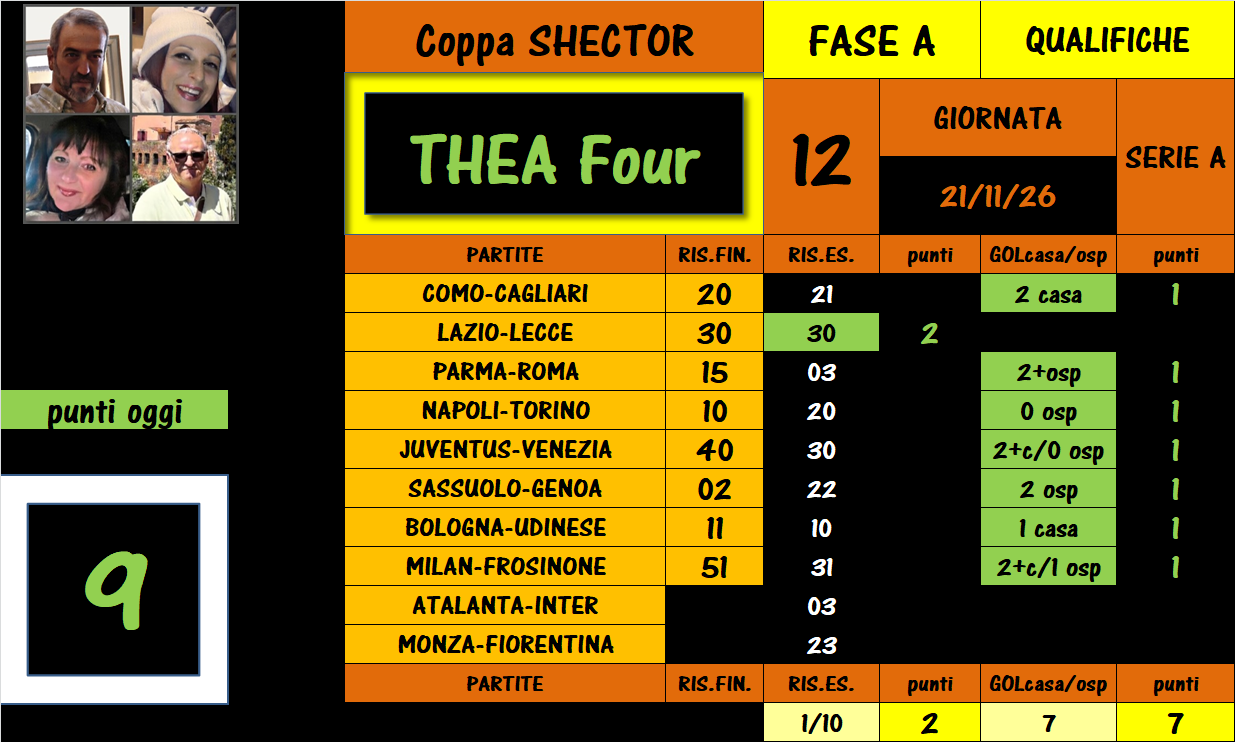 Coppa SHECTOR FASE A QUALIFICHE
THEA Four 12 GIORNATA SERIE A
21/11/26
PARTITE RIS.FIN. RIS.ES. punti GOLcasa/osp punti
COMO-CAGLIARI 20 21 2 casa 1
LAZIO-LECCE 30 30 2
PARMA-ROMA 15 03 2+osp 1
punti oggi
NAPOLI-TORINO 10 20 0 osp 1
JUVENTUS-VENEZIA 40 30 2+c/0 osp 1
SASSUOLO-GENOA 02 22 2 osp 1
BOLOGNA-UDINESE 11 10 1 casa 1
MILAN-FROSINONE 51 31 2+c/1 osp 1
9
ATALANTA-INTER 03
MONZA-FIORENTINA 23
PARTITE RIS.FIN. RIS.ES. punti GOLcasa/osp punti
1/10 2 7 7